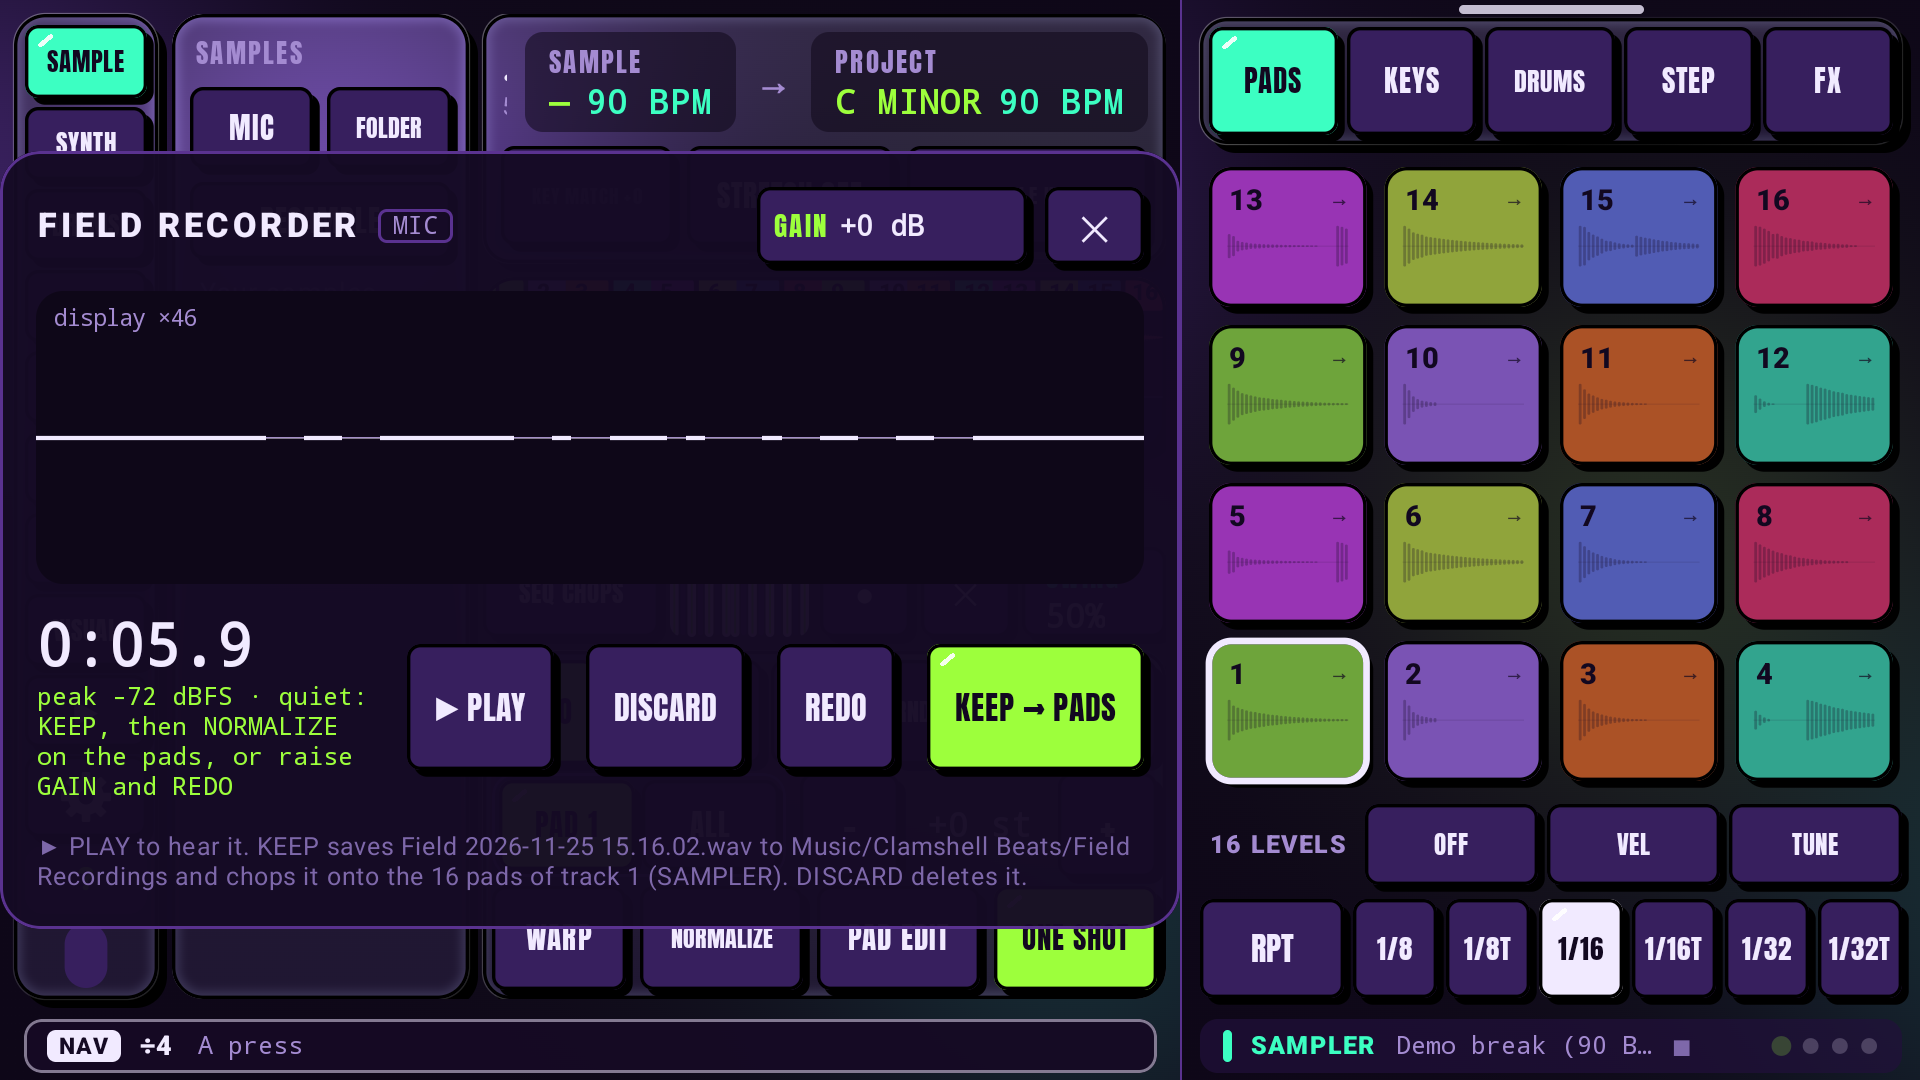 SAMPLE
SYNTH
SAMPLES
MIC
FOLDER
SAMPLE
– 90 BPM
→
PROJECT
C MINOR 90 BPM
PADS
KEYS
DRUMS
STEP
FX
FIELD RECORDER
MIC
GAIN +0 dB
display ×46
0:05.9
peak -72 dBFS · quiet:
KEEP, then NORMALIZE
on the pads, or raise
GAIN and REDO
▶ PLAY
DISCARD
REDO
KEEP → PADS
► PLAY to hear it. KEEP saves Field 2026-11-25 15.16.02.wav to Music/Clamshell Beats/Field
Recordings and chops it onto the 16 pads of track 1 (SAMPLER). DISCARD deletes it.
WARP
NORMALIZE
PAD EDIT
ONE SHOT
NAV ÷4 A press
13 →
14 →
15 →
16 →
9 →
10 →
11 →
12 →
5 →
6 →
7 →
8 →
1 →
2 →
3 →
4 →
16 LEVELS
OFF
VEL
TUNE
RPT
1/8
1/8T
1/16
1/16T
1/32
1/32T
SAMPLER Demo break (90 B…